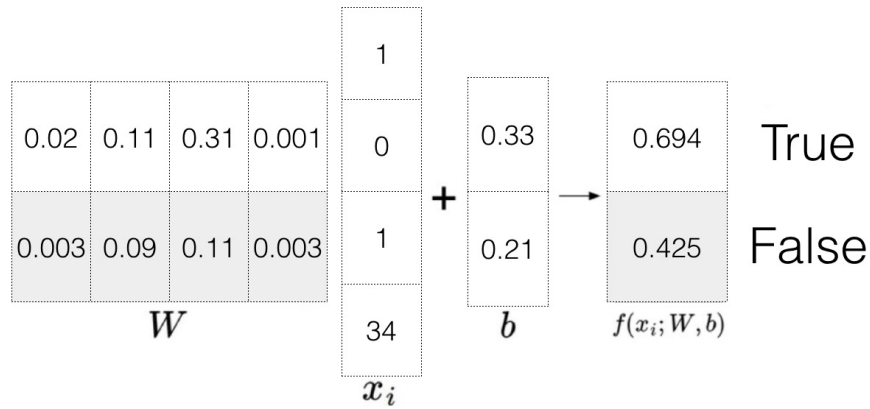 0.02 0.11 0.31 0.001
0.003 0.09 0.11 0.003
W
1
0
1
34
x_i
+
0.33
0.21
b
→
0.694
0.425
f(x_i; W, b)
True
False